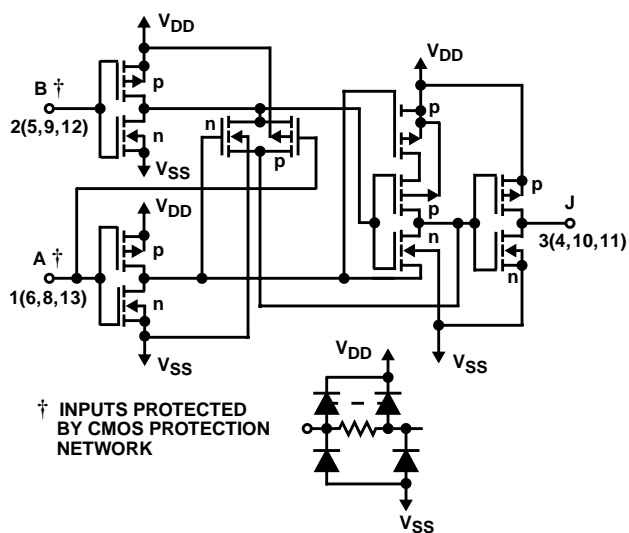 VDD
B †
p
2(5,9,12)
n
VSS
n
p
VDD
A †
p
1(6,8,13)
n
VSS
VDD
p
p
n
p
J
3(4,10,11)
n
VSS
† INPUTS PROTECTED
BY CMOS PROTECTION
NETWORK
VDD
VSS